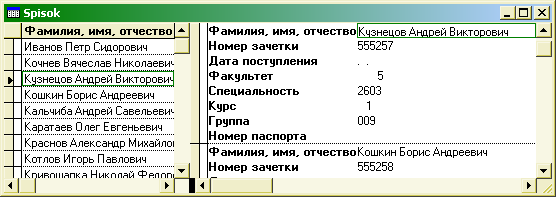 Spisok
Фамилия, имя, отчество
Иванов Петр Сидорович
Кочнев Вячеслав Николаевич
Кузнецов Андрей Викторович
Кошкин Борис Андреевич
Кальчиба Андрей Савельевич
Каратаев Олег Евгеньевич
Краснов Александр Михайло
Котлов Игорь Павлович
Кривошапка Николай Федоро
Фамилия, имя, отчество Кузнецов Андрей Викторович
Номер зачетки 555257
Дата поступления . .
Факультет 5
Специальность 2603
Курс 1
Группа 009
Номер паспорта
Фамилия, имя, отчество Кошкин Борис Андреевич
Номер зачетки 555258